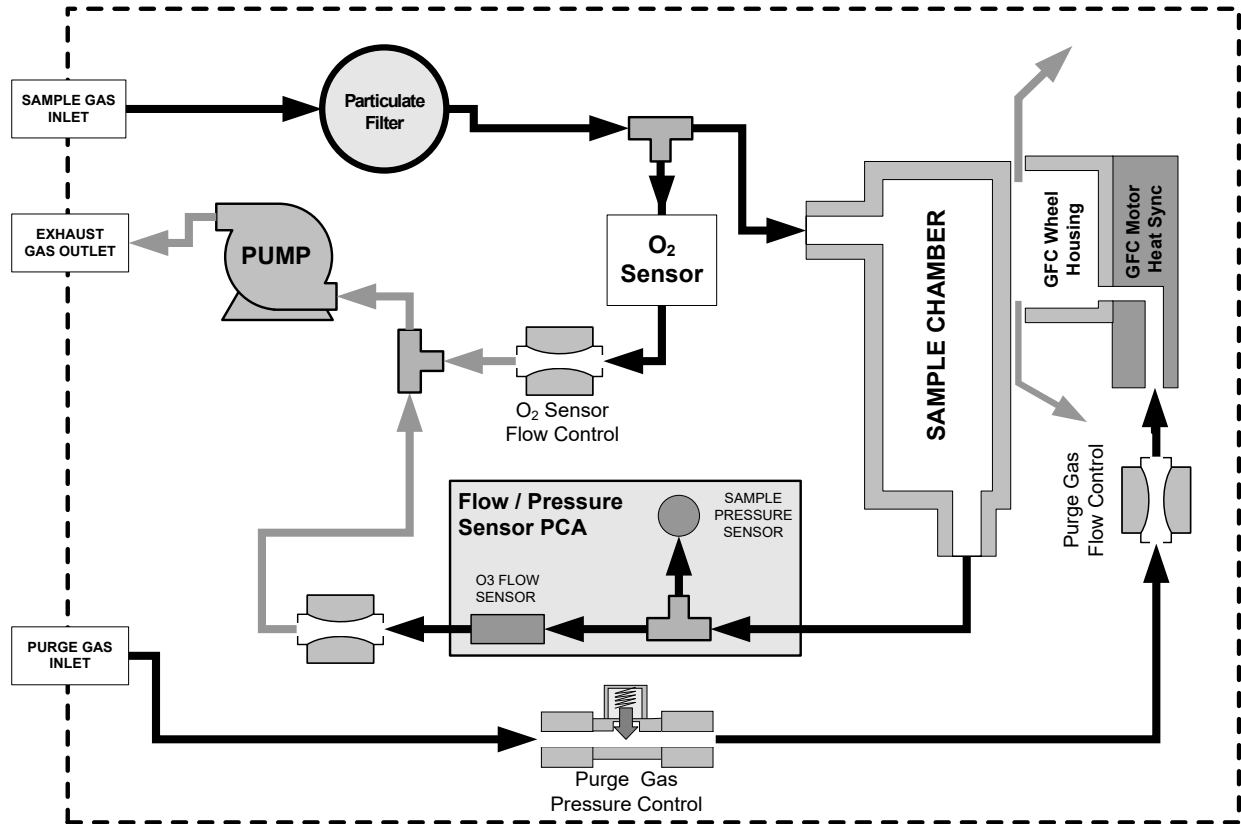 SAMPLE GAS
INLET
Particulate
Filter
EXHAUST
GAS OUTLET
PUMP
O₂
Sensor
SAMPLE CHAMBER
GFC Wheel
Housing
GFC Motor
Heat Sync
O₂ Sensor
Flow Control
Purge Gas
Flow Control
Flow / Pressure
Sensor PCA
SAMPLE
PRESSURE
SENSOR
O3 FLOW
SENSOR
PURGE GAS
INLET
Purge Gas
Pressure Control